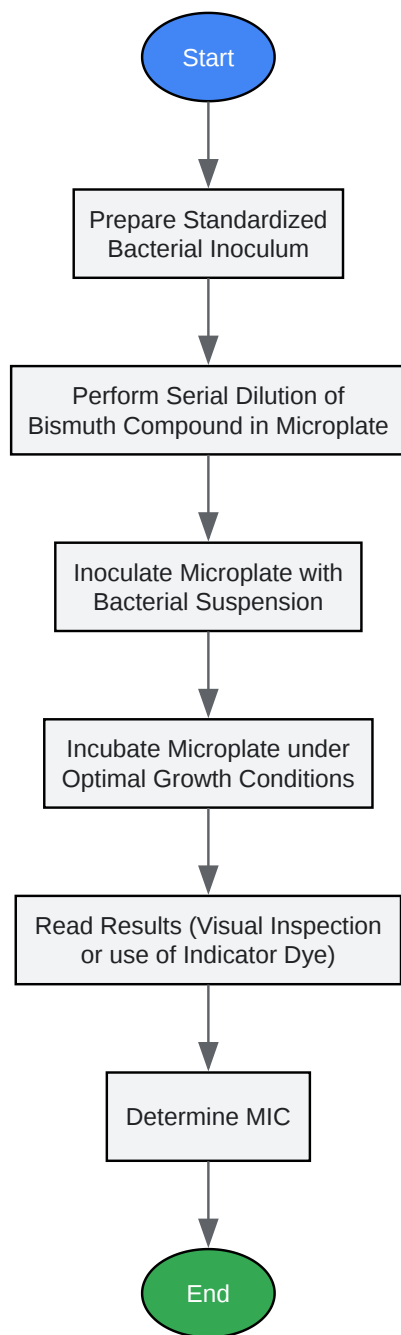 Start
Prepare Standardized
Bacterial Inoculum
Perform Serial Dilution of
Bismuth Compound in Microplate
Inoculate Microplate with
Bacterial Suspension
Incubate Microplate under
Optimal Growth Conditions
Read Results (Visual Inspection
or use of Indicator Dye)
Determine MIC
End